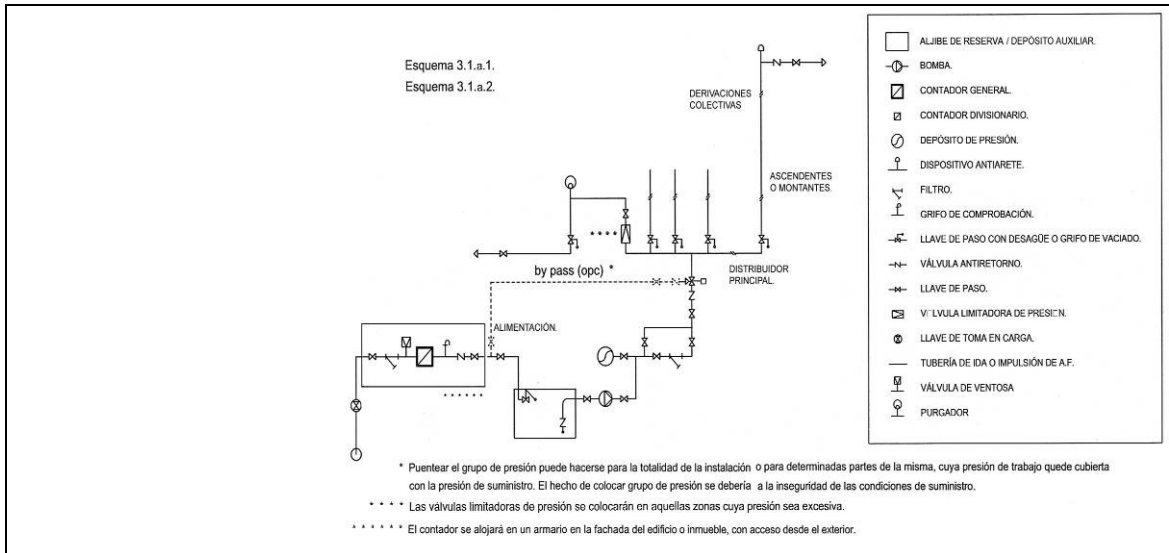 Esquema 3.1.a.1.
Esquema 3.1.a.2.
DERIVACIONES
COLECTIVAS
ASCENDENTES
O MONTANTES.
* * * *
by pass (opc) *
DISTRIBUIDOR
PRINCIPAL.
ALIMENTACIÓN.
* * * * * *
* Puentear el grupo de presión puede hacerse para la totalidad de la instalación o para determinadas partes de la misma, cuya presión de trabajo quede cubierta
con la presión de suministro. El hecho de colocar grupo de presión se debería a la inseguridad de las condiciones de suministro.
* * * * Las válvulas limitadoras de presión se colocarán en aquellas zonas cuya presión sea excesiva.
* * * * * * El contador se alojará en un armario en la fachada del edificio o inmueble, con acceso desde el exterior.
ALJIBE DE RESERVA / DEPÓSITO AUXILIAR.
BOMBA.
CONTADOR GENERAL.
CONTADOR DIVISIONARIO.
DEPÓSITO DE PRESIÓN.
DISPOSITIVO ANTIARETE.
FILTRO.
GRIFO DE COMPROBACIÓN.
LLAVE DE PASO CON DESAGÜE O GRIFO DE VACIADO.
VÁLVULA ANTIRETORNO.
LLAVE DE PASO.
V□LVULA LIMITADORA DE PRESI□N.
LLAVE DE TOMA EN CARGA.
TUBERÍA DE IDA O IMPULSIÓN DE A.F.
VÁLVULA DE VENTOSA
PURGADOR